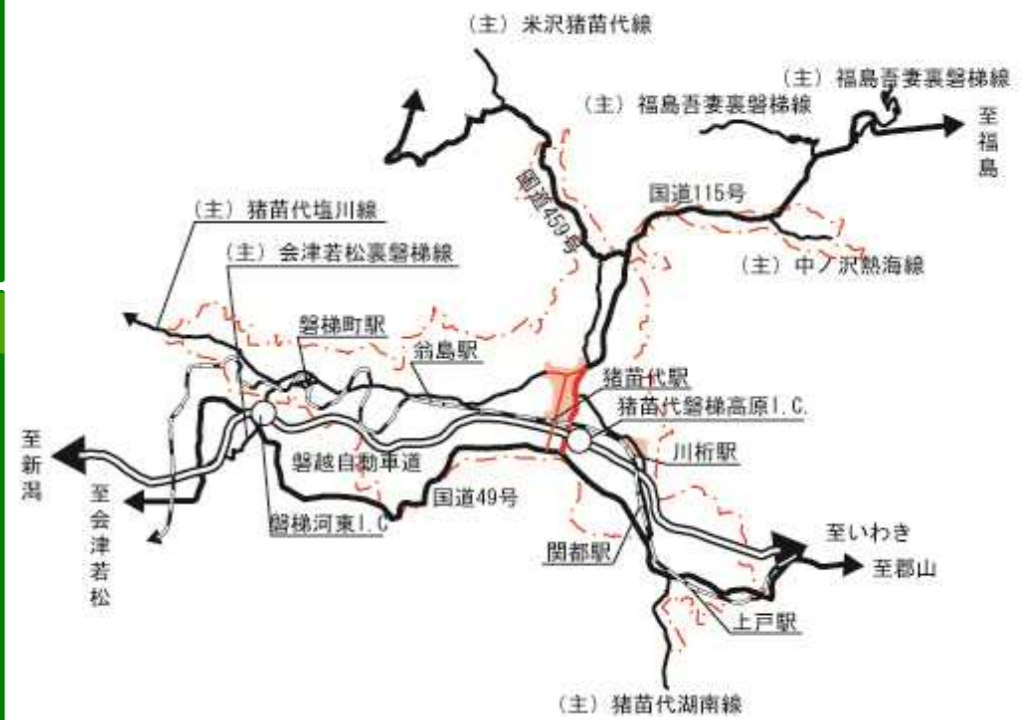 (主) 米沢猪苗代線
(主) 福島吾妻裏磐梯線
(主) 福島吾妻裏磐梯線
至福島
国道459号
国道115号
(主) 猪苗代塩川線
(主) 会津若松裏磐梯線
(主) 中ノ沢熱海線
磐梯町駅
翁島駅
猪苗代駅
猪苗代磐梯高原I.C.
川桁駅
至新潟
磐越自動車道
国道49号
至会津若松
磐梯河東I.C
関都駅
至いわき
至郡山
上戸駅
(主) 猪苗代湖南線